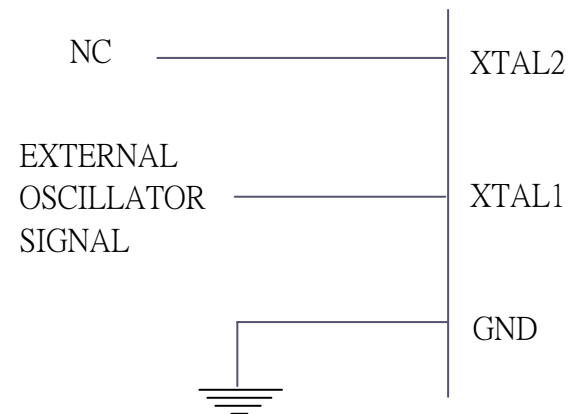 NC
XTAL2
EXTERNAL
OSCILLATOR
SIGNAL
XTAL1
GND